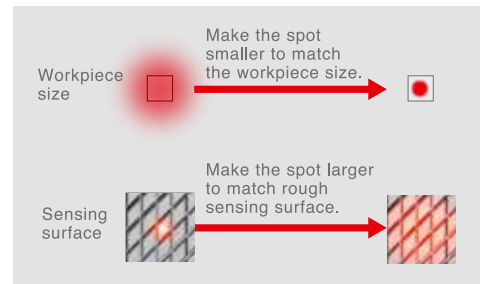 Make the spot
smaller to match
the workpiece size.
Workpiece
size
Make the spot larger
to match rough
sensing surface.
Sensing
surface